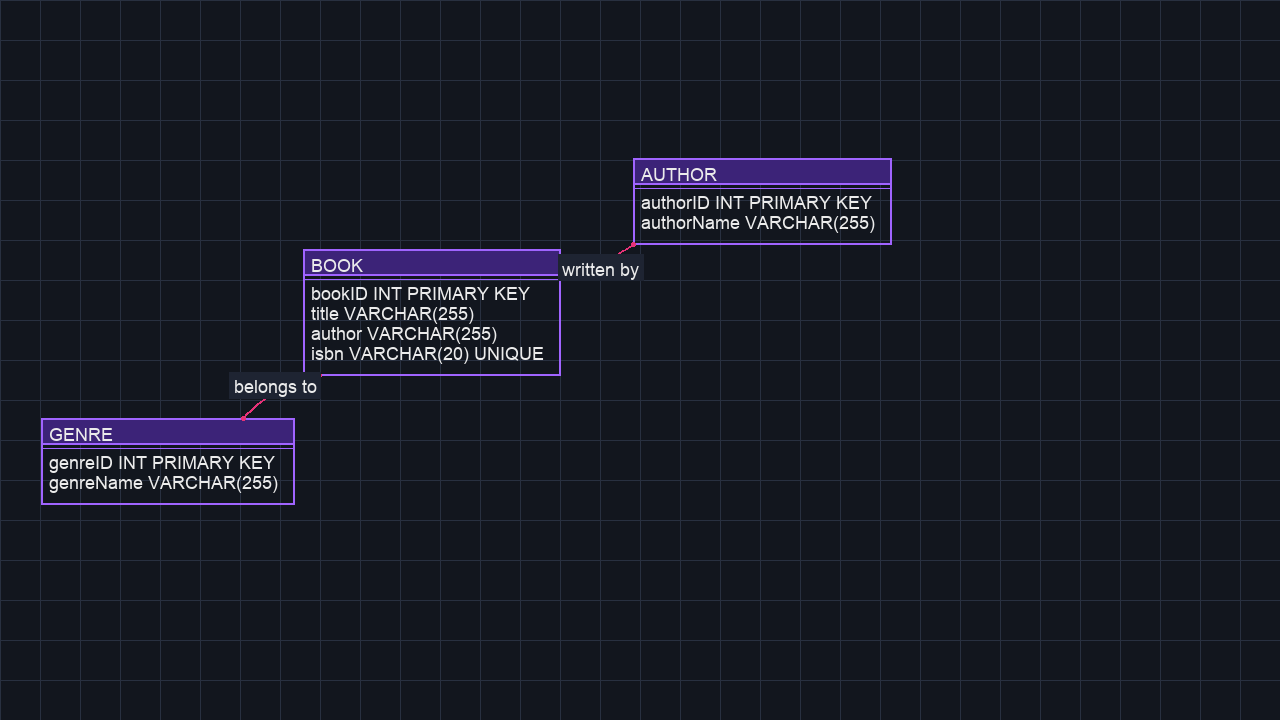 AUTHOR
authorID INT PRIMARY KEY
authorName VARCHAR(255)
written by
BOOK
bookID INT PRIMARY KEY
title VARCHAR(255)
author VARCHAR(255)
isbn VARCHAR(20) UNIQUE
belongs to
GENRE
genreID INT PRIMARY KEY
genreName VARCHAR(255)